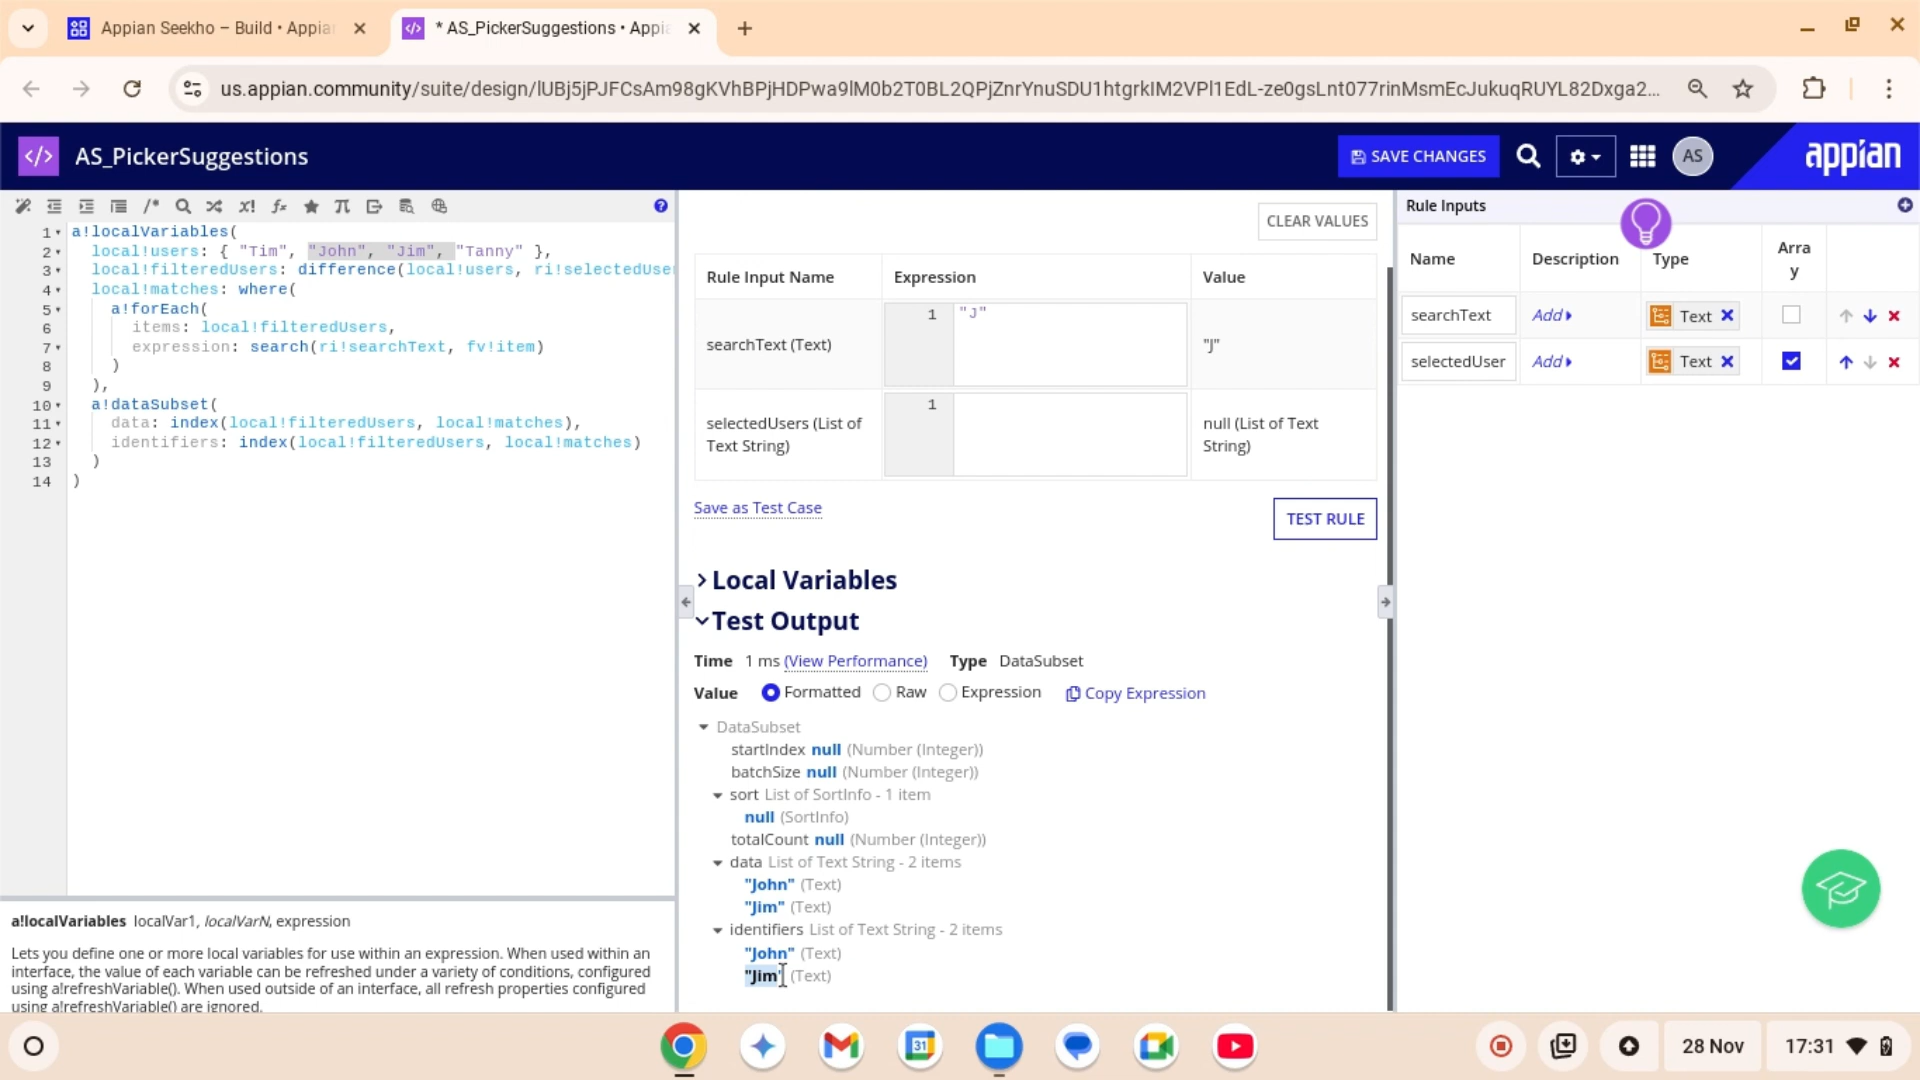 Appian Seekho – Build • Appia
* AS_PickerSuggestions • Appi
us.appian.community/suite/design/lUBj5jPJFCsAm98gKVhBPjHDPwa9lM0b2T0BL2QPjZnrYnuSDU1htgrkIM2VPl1EdL-ze0gsLnt077rinMsmEcJukuqRUYL82Dxga2...
AS_PickerSuggestions
SAVE CHANGES
AS
appian
1 a!localVariables(
2 local!users: { "Tim", "John", "Jim", "Tanny" },
3 local!filteredUsers: difference(local!users, ri!selectedUser
4 local!matches: where(
5 a!forEach(
6 items: local!filteredUsers,
7 expression: search(ri!searchText, fv!item)
8 )
9 ),
10 a!dataSubset(
11 data: index(local!filteredUsers, local!matches),
12 identifiers: index(local!filteredUsers, local!matches)
13 )
14 )
a!localVariables localVar1, localVarN, expression
Lets you define one or more local variables for use within an expression. When used within an
interface, the value of each variable can be refreshed under a variety of conditions, configured
using a!refreshVariable(). When used outside of an interface, all refresh properties configured
using a!refreshVariable() are ignored.
CLEAR VALUES
Rule Input Name Expression Value
searchText (Text) 1 "J" "J"
selectedUsers (List of
Text String)
1
null (List of Text
String)
Save as Test Case
TEST RULE
Local Variables
Test Output
Time 1 ms (View Performance) Type DataSubset
Value Formatted Raw Expression Copy Expression
DataSubset
startIndex null (Number (Integer))
batchSize null (Number (Integer))
sort List of SortInfo - 1 item
null (SortInfo)
totalCount null (Number (Integer))
data List of Text String - 2 items
"John" (Text)
"Jim" (Text)
identifiers List of Text String - 2 items
"John" (Text)
"Jim" (Text)
Rule Inputs
Name Description Type Arra
y
searchText Add Text
selectedUser Add Text
31
28 Nov
17:31